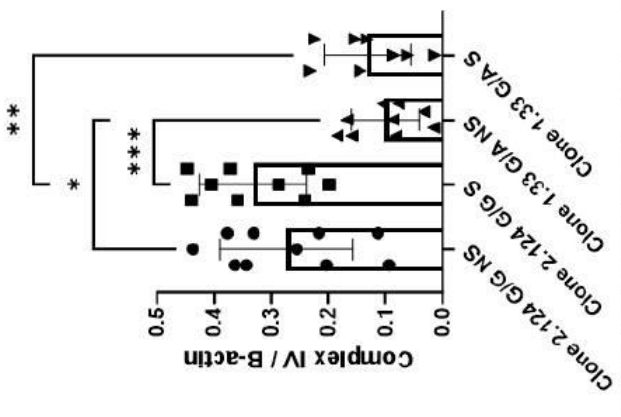 **
*
***
Complex IV / B-actin
0.5
0.4
0.3
0.2
0.1
0.0
Clone 2.124 G/G NS
Clone 2.124 G/G S
Clone 1.33 G/A NS
Clone 1.33 G/A S